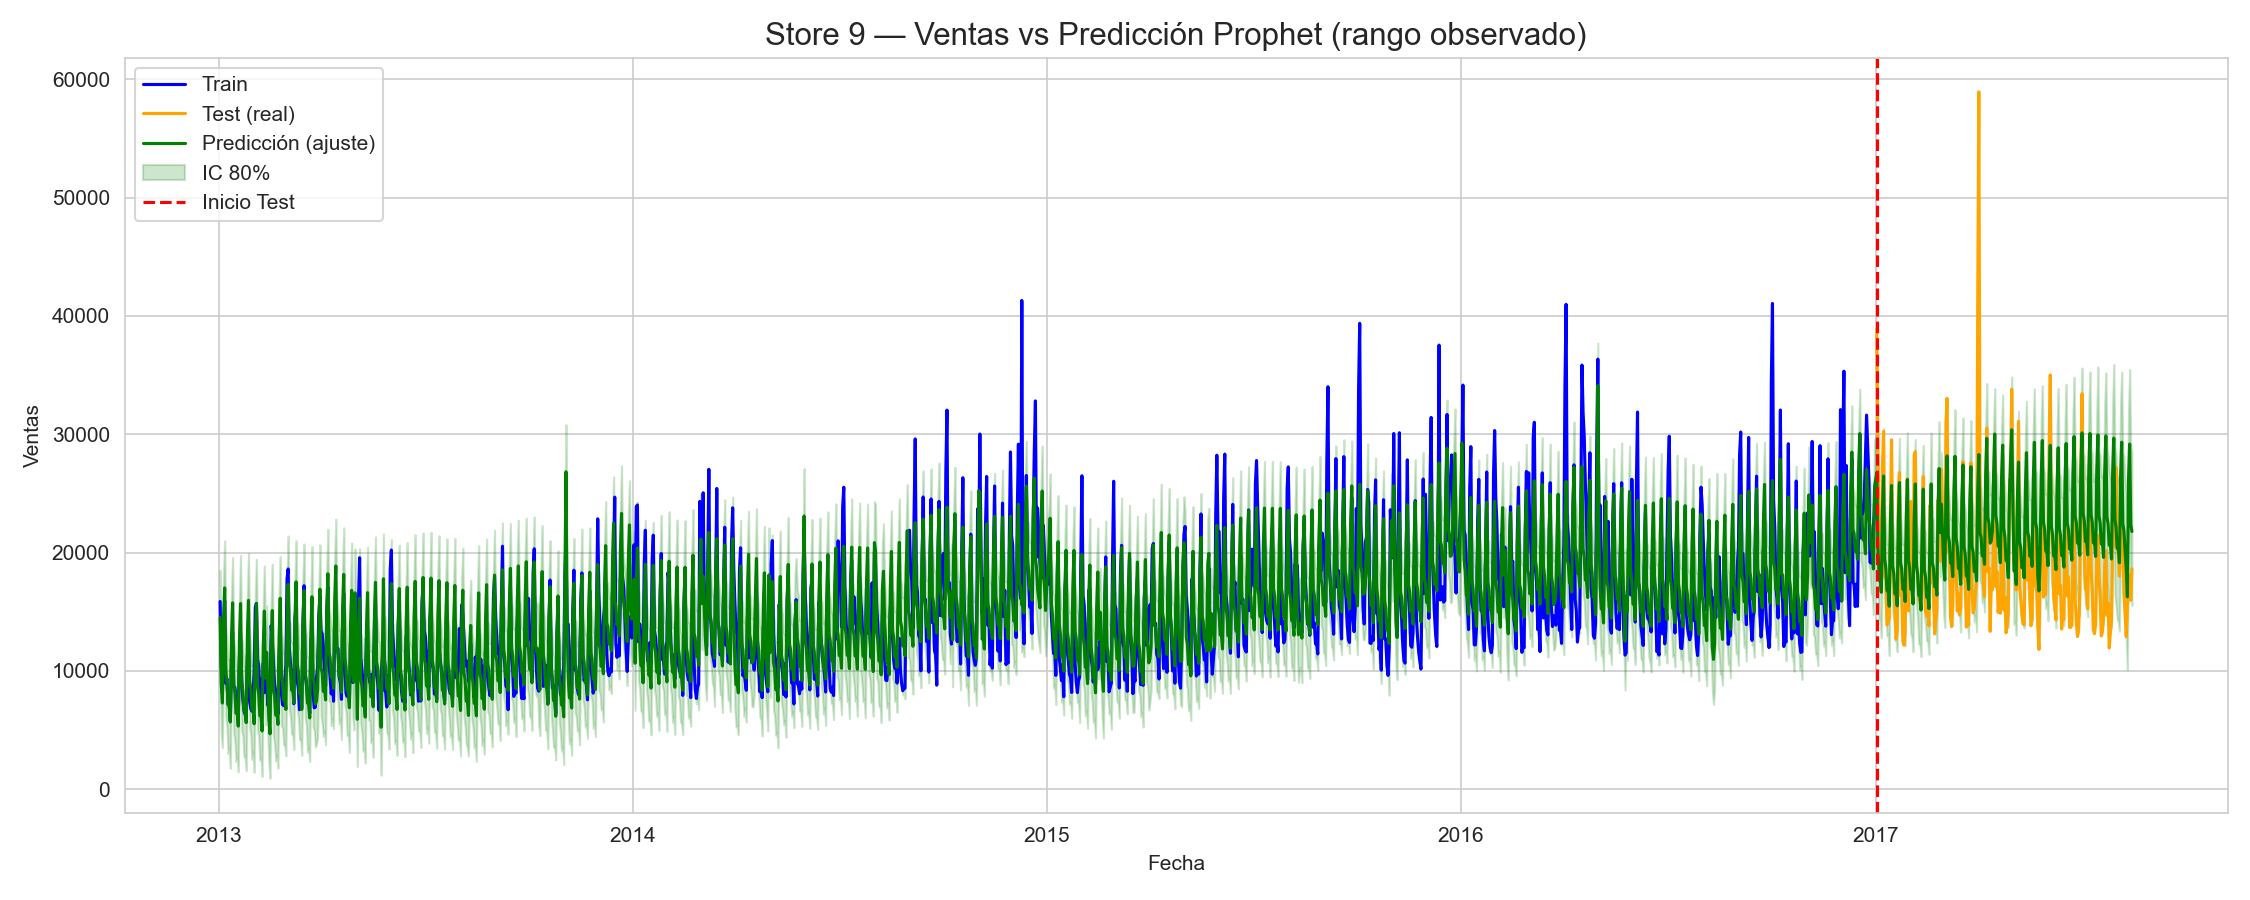 Store 9 — Ventas vs Predicción Prophet (rango observado)
Train
Test (real)
Predicción (ajuste)
IC 80%
Inicio Test
60000
50000
40000
30000
20000
10000
0
Ventas
2013
2014
2015
2016
2017
Fecha